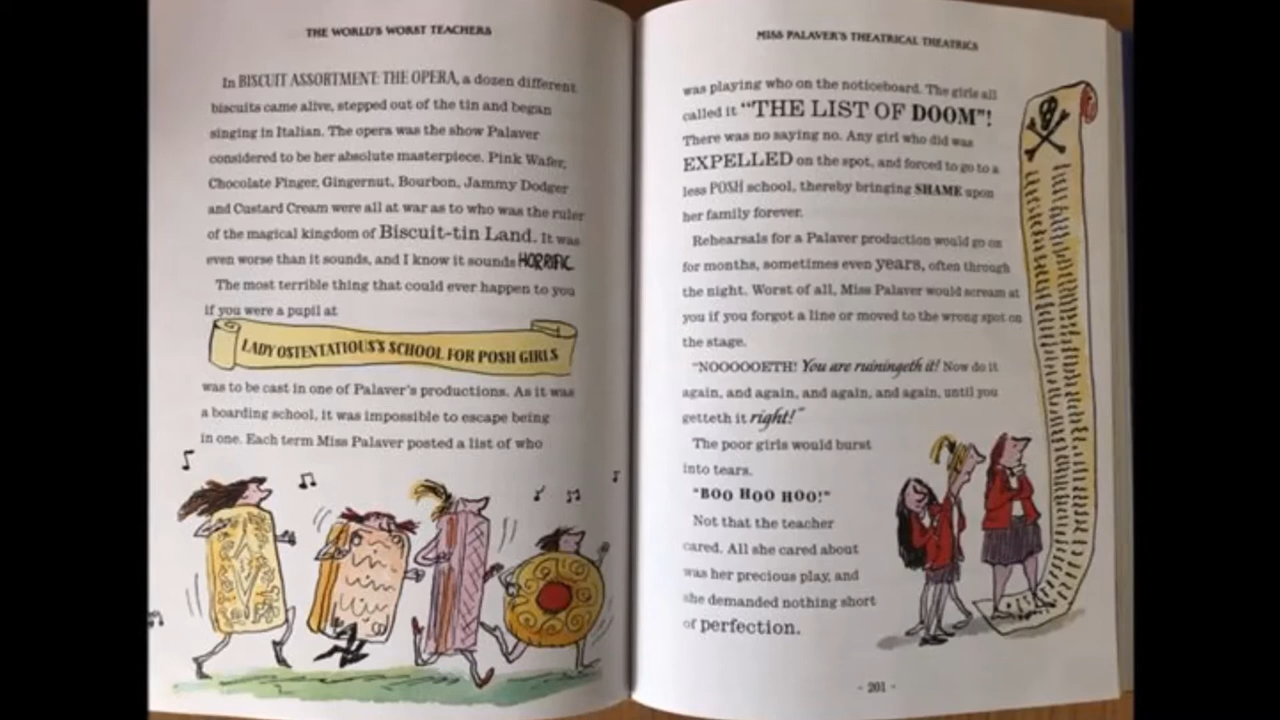 THE WORLD'S WORST TEACHERS
In BISCUIT ASSORTMENT: THE OPERA, a dozen different
biscuits came alive, stepped out of the tin and began
singing in Italian. The opera was the show Palaver
considered to be her absolute masterpiece. Pink Wafer,
Chocolate Finger, Gingernut, Bourbon, Jammy Dodger
and Custard Cream were all at war as to who was the ruler
of the magical kingdom of Biscuit-tin Land. It was
even worse than it sounds, and I know it sounds HORRIFIC.
The most terrible thing that could ever happen to you
if you were a pupil at
LADY OSTENTATIOUS'S SCHOOL FOR POSH GIRLS
was to be cast in one of Palaver's productions. As it was
a boarding school, it was impossible to escape being
in one. Each term Miss Palaver posted a list of who
MISS PALAVER'S THEATRICAL THEATRICS
was playing who on the noticeboard. The girls all
called it "THE LIST OF DOOM"!
There was no saying no. Any girl who did was
EXPELLED on the spot, and forced to go to a
less POSH school, thereby bringing SHAME upon
her family forever.
Rehearsals for a Palaver production would go on
for months, sometimes even years, often through
the night. Worst of all, Miss Palaver would scream at
you if you forgot a line or moved to the wrong spot on
the stage.
"NOOOOOETH! You are ruiningeth it! Now do it
again, and again, and again, and again, until you
getteth it right!"
The poor girls would burst
into tears.
"BOO HOO HOO!"
Not that the teacher
cared. All she cared about
was her precious play, and
she demanded nothing short
of perfection.
- 201 -